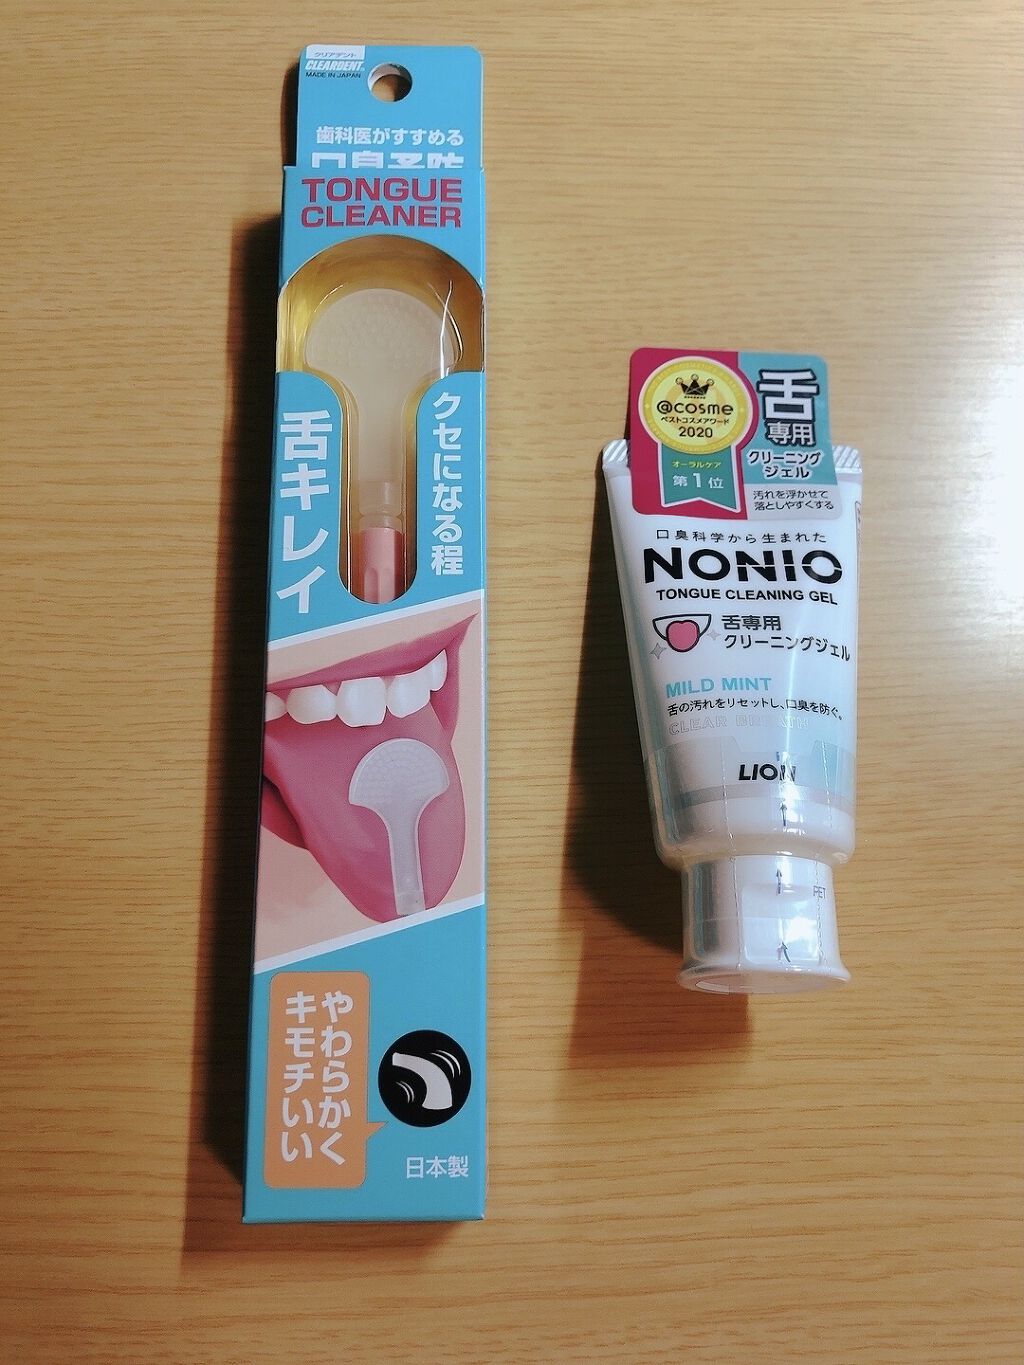 クリアデント
CLEARDENT
MADE IN JAPAN
歯科医がすすめる
口臭予防
TONGUE
CLEANER
クセになる程
舌キレイ
やわらかく
キモチいい
日本製
@cosme
ベストコスメアワード
2020
オーラルケア
第1位
舌
専用
クリーニング
ジェル
汚れを浮かせて
落としやすくする
口臭科学から生まれた
NONIO
TONGUE CLEANING GEL
舌専用
クリーニングジェル
MILD MINT
舌の汚れをリセットし、口臭を防ぐ。
CLEAR BREATH
LION
PET